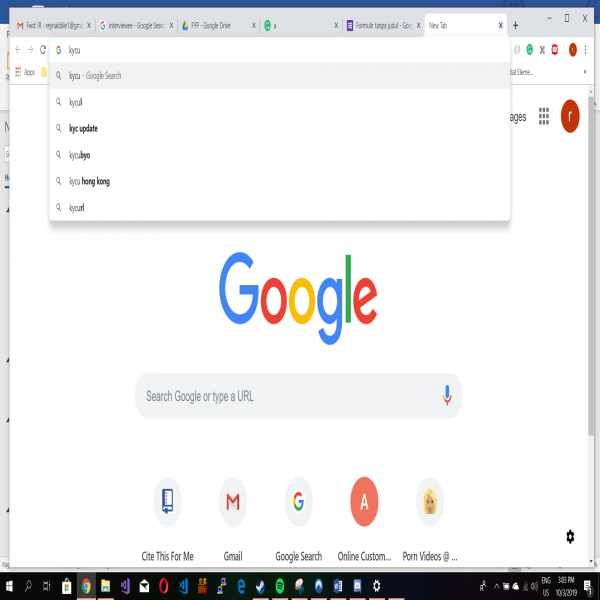 Fwd: IR - reynaldikie1@gma
interviewee - Google Search
FYP - Google Drive
a
Formulir tanpa judul - Goo
New Tab
kycu
Apps
tial Eleme...
kycu - Google Search
kycul
kyc update
kycubyo
kycu hong kong
kycurl
ages
r
Google
Search Google or type a URL
A
Cite This For Me
Gmail
Google Search
Online Custom...
Porn Videos @ ...
ENG
3:03 PM
US
10/3/2019